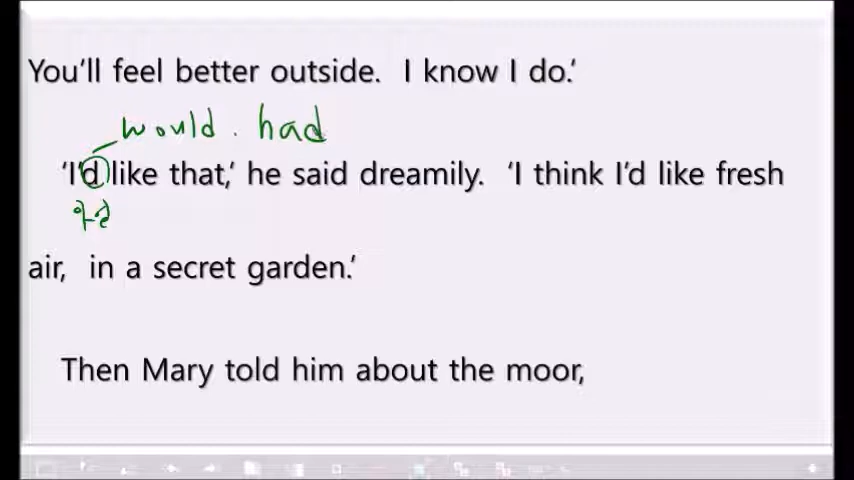 You'll feel better outside.  I know I do.'
would . had
'I'd like that,' he said dreamily.  'I think I'd like fresh
air,  in a secret garden.'
Then Mary told him about the moor,